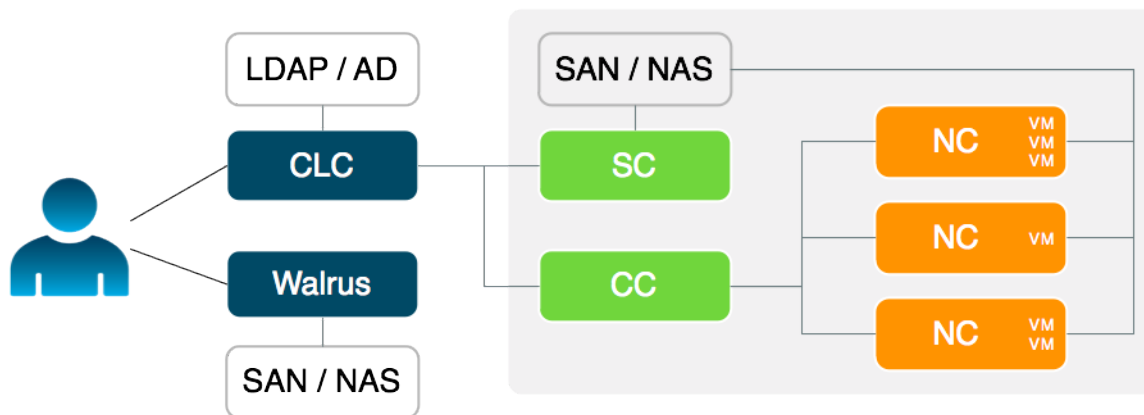 LDAP / AD
SAN / NAS
CLC
SC
NC
VM
VM
VM
NC
VM
Walrus
CC
NC
VM
VM
SAN / NAS